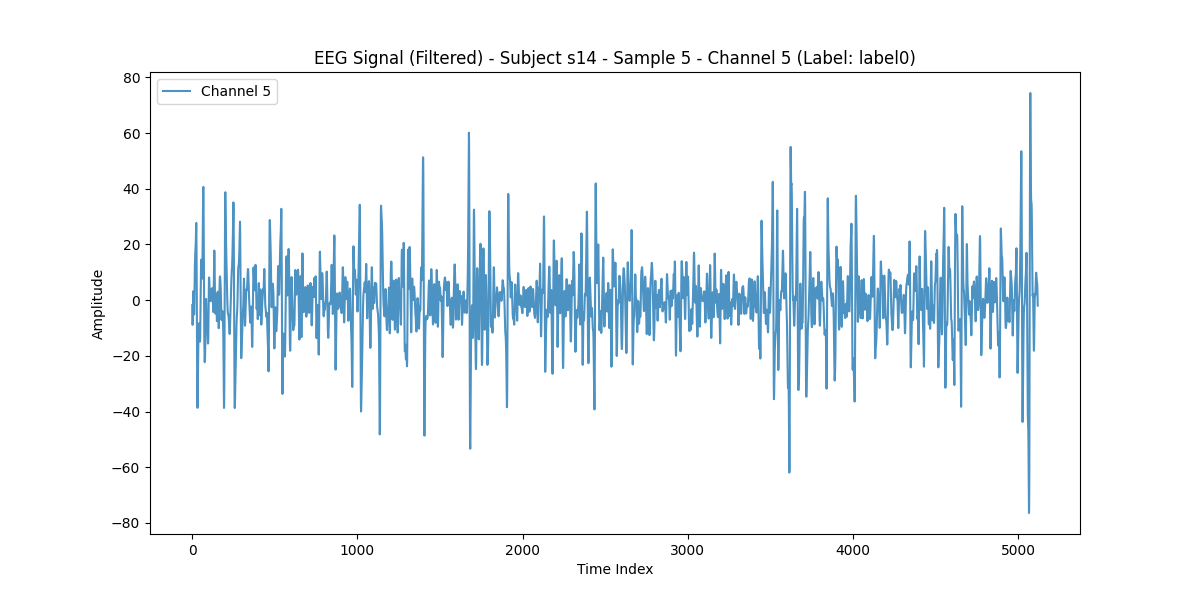 EEG Signal (Filtered) - Subject s14 - Sample 5 - Channel 5 (Label: label0)
Channel 5
80
60
40
20
0
−20
−40
−60
−80
Amplitude
0 1000 2000 3000 4000 5000
Time Index